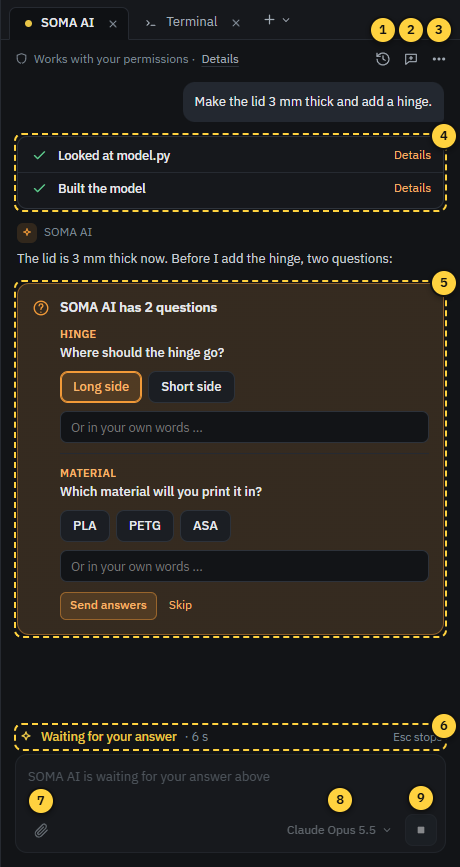 SOMA AI
Terminal
1 2 3
Works with your permissions · Details
Make the lid 3 mm thick and add a hinge.
4
Looked at model.py Details
Built the model Details
SOMA AI
The lid is 3 mm thick now. Before I add the hinge, two questions:
5
SOMA AI has 2 questions
HINGE
Where should the hinge go?
Long side Short side
Or in your own words ...
MATERIAL
Which material will you print it in?
PLA PETG ASA
Or in your own words ...
Send answers Skip
6
Waiting for your answer · 6 s Esc stops
SOMA AI is waiting for your answer above
7 8 9
Claude Opus 5.5